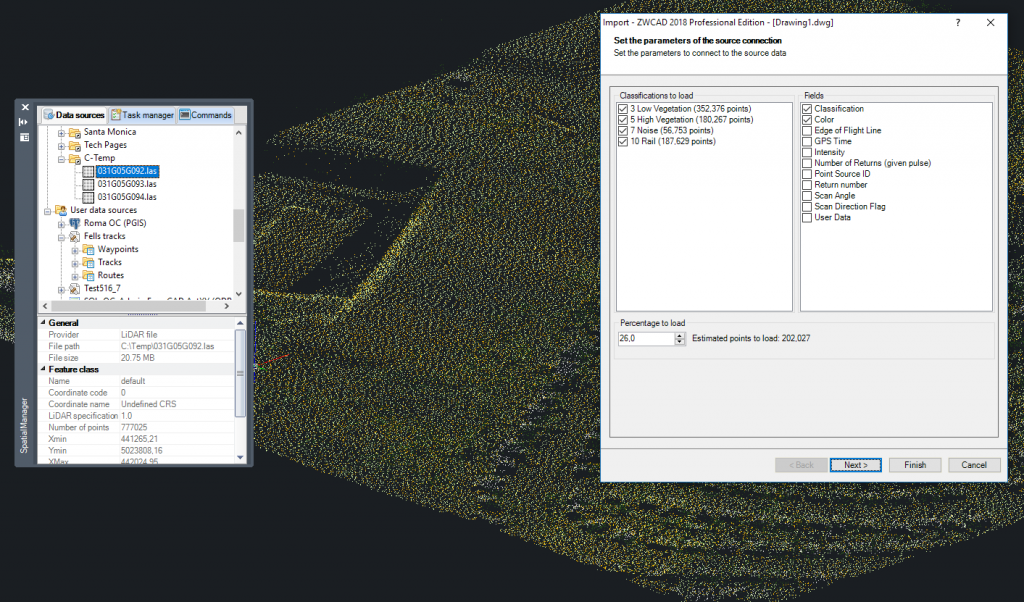 Data sources
Task manager
Commands
Santa Monica
Tech Pages
C-Temp
031G05G092.las
031G05G093.las
031G05G094.las
User data sources
Roma OC (PGIS)
Fells tracks
Waypoints
Tracks
Routes
Test516_7
General
Provider LiDAR file
File path C:\Temp\031G05G092.las
File size 20.75 MB
Feature class
Name default
Coordinate code 0
Coordinate name Undefined CRS
LiDAR specification 1.0
Number of points 777025
Xmin 441265,21
Ymin 5023808,16
XMax 442024,95
SpatialManager
Import - ZWCAD 2018 Professional Edition - [Drawing1.dwg]
?
Set the parameters of the source connection
Set the parameters to connect to the source data
Classifications to load
3 Low Vegetation (352,376 points)
5 High Vegetation (180,267 points)
7 Noise (56,753 points)
10 Rail (187,629 points)
Fields
Classification
Color
Edge of Flight Line
GPS Time
Intensity
Number of Returns (given pulse)
Point Source ID
Return number
Scan Angle
Scan Direction Flag
User Data
Percentage to load
26,0 Estimated points to load: 202,027
< Back
Next >
Finish
Cancel